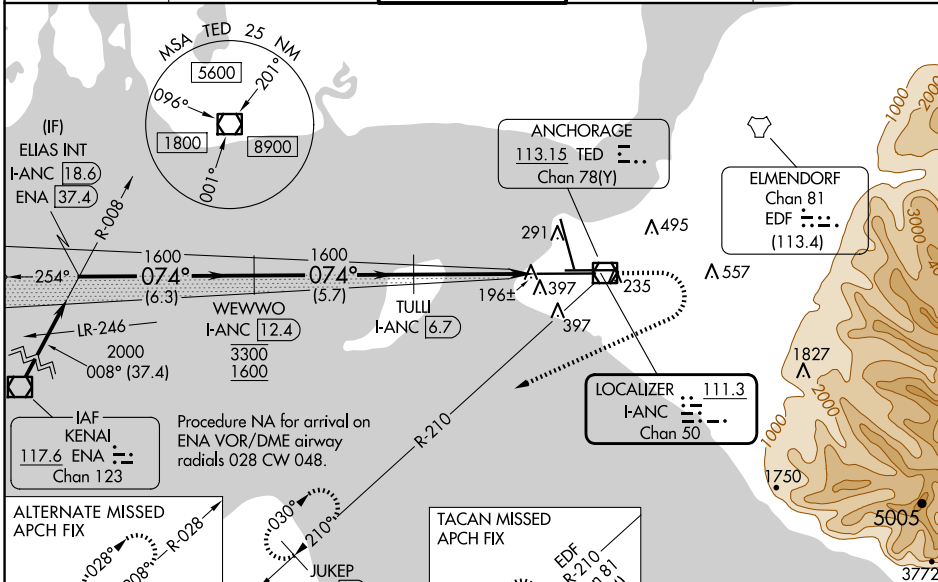 MSA TED 25 NM
5600
201°
096°
1800
8900
001°
(IF)
ELIAS INT
I-ANC 18.6
ENA 37.4
R-008
ANCHORAGE
113.15 TED
Chan 78(Y)
ELMENDORF
Chan 81
EDF
(113.4)
1000
2000
3000
291
495
557
254°
1600
074°
(6.3)
1600
074°
(5.7)
196±
397
235
397
WEWWO
I-ANC 12.4
3300
1600
TULLI
I-ANC 6.7
LR-246
2000
008° (37.4)
IAF
KENAI
117.6 ENA
Chan 123
Procedure NA for arrival on
ENA VOR/DME airway
radials 028 CW 048.
R-210
LOCALIZER 111.3
I-ANC
Chan 50
1827
2000
1000
1750
5005
3772
ALTERNATE MISSED
APCH FIX
028°
R-028
030°
210°
JUKEP
TACAN MISSED
APCH FIX
EDF
R-210